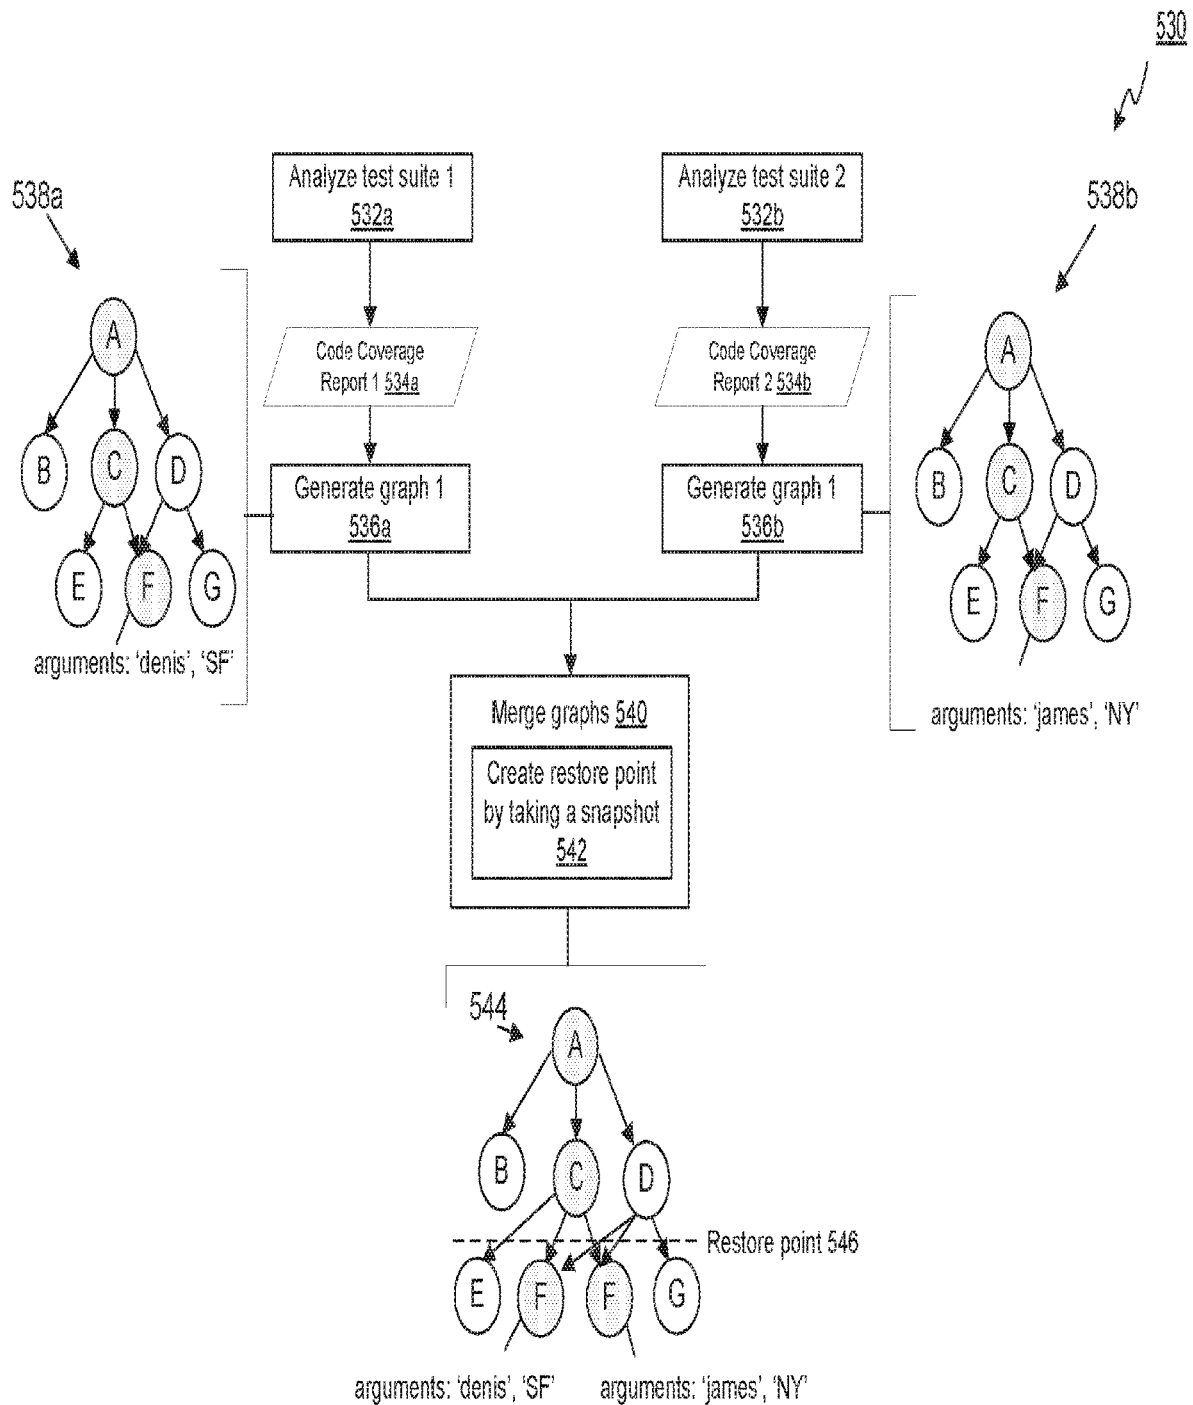 530
538a
Analyze test suite 1
532a
Analyze test suite 2
532b
538b
Code Coverage
Report 1 534a
Code Coverage
Report 2 534b
A
B
C
D
E
F
G
arguments: ‘denis’, ‘SF’
Generate graph 1
536a
Generate graph 1
536b
A
B
C
D
E
F
G
arguments: ‘james’, ‘NY’
Merge graphs 540
Create restore point
by taking a snapshot
542
544
A
B
C
D
Restore point 546
E
F
F
G
arguments: ‘denis’, ‘SF’
arguments: ‘james’, ‘NY’